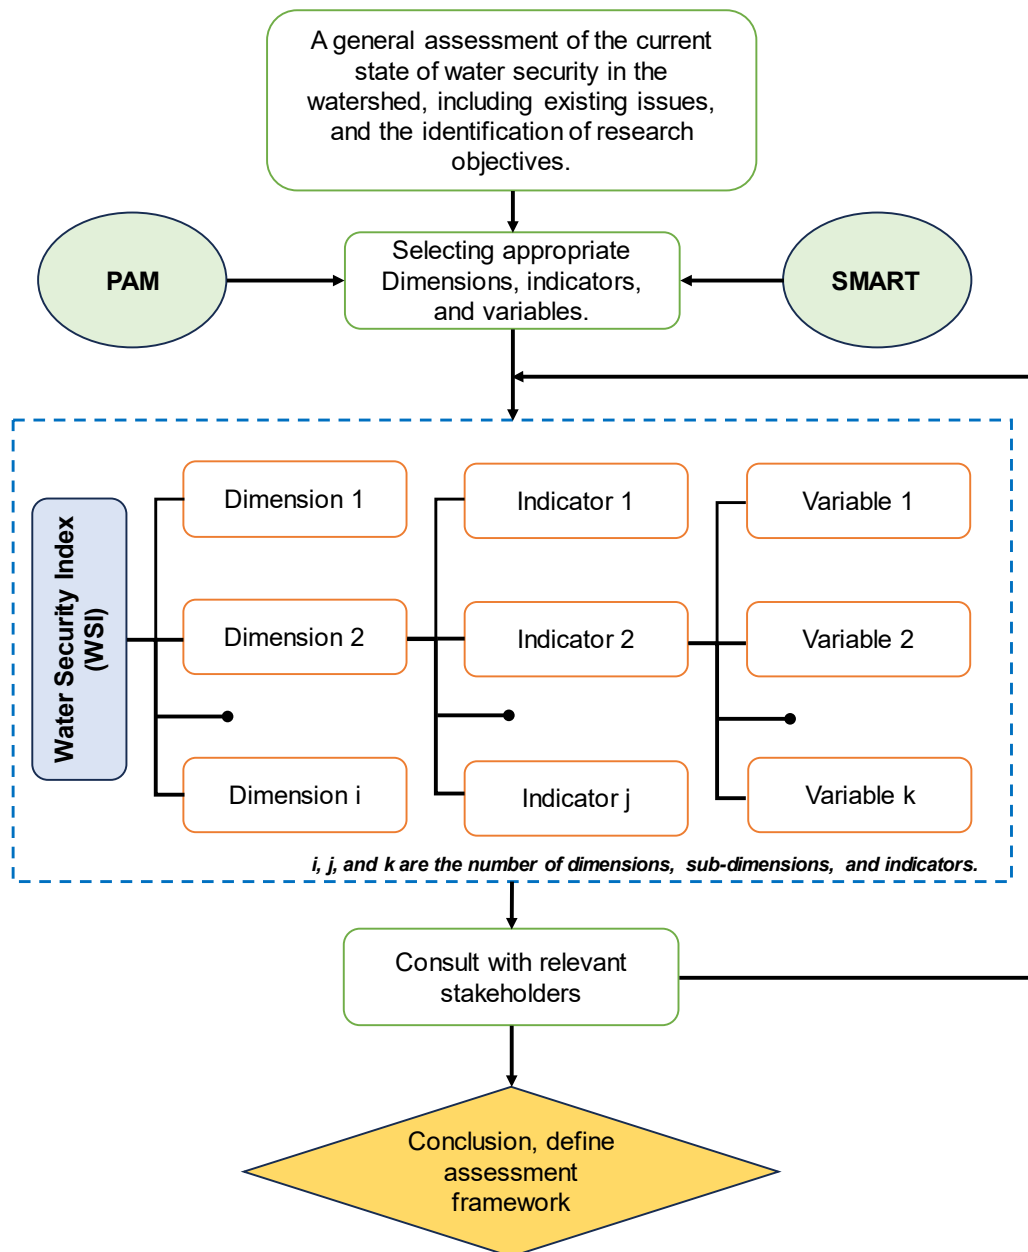 A general assessment of the current
state of water security in the
watershed, including existing issues,
and the identification of research
objectives.
PAM
Selecting appropriate
Dimensions, indicators,
and variables.
SMART
Water Security Index
(WSI)
Dimension 1
Indicator 1
Variable 1
Dimension 2
Indicator 2
Variable 2
Dimension i
Indicator j
Variable k
i, j, and k are the number of dimensions, sub-dimensions, and indicators.
Consult with relevant
stakeholders
Conclusion, define
assessment
framework